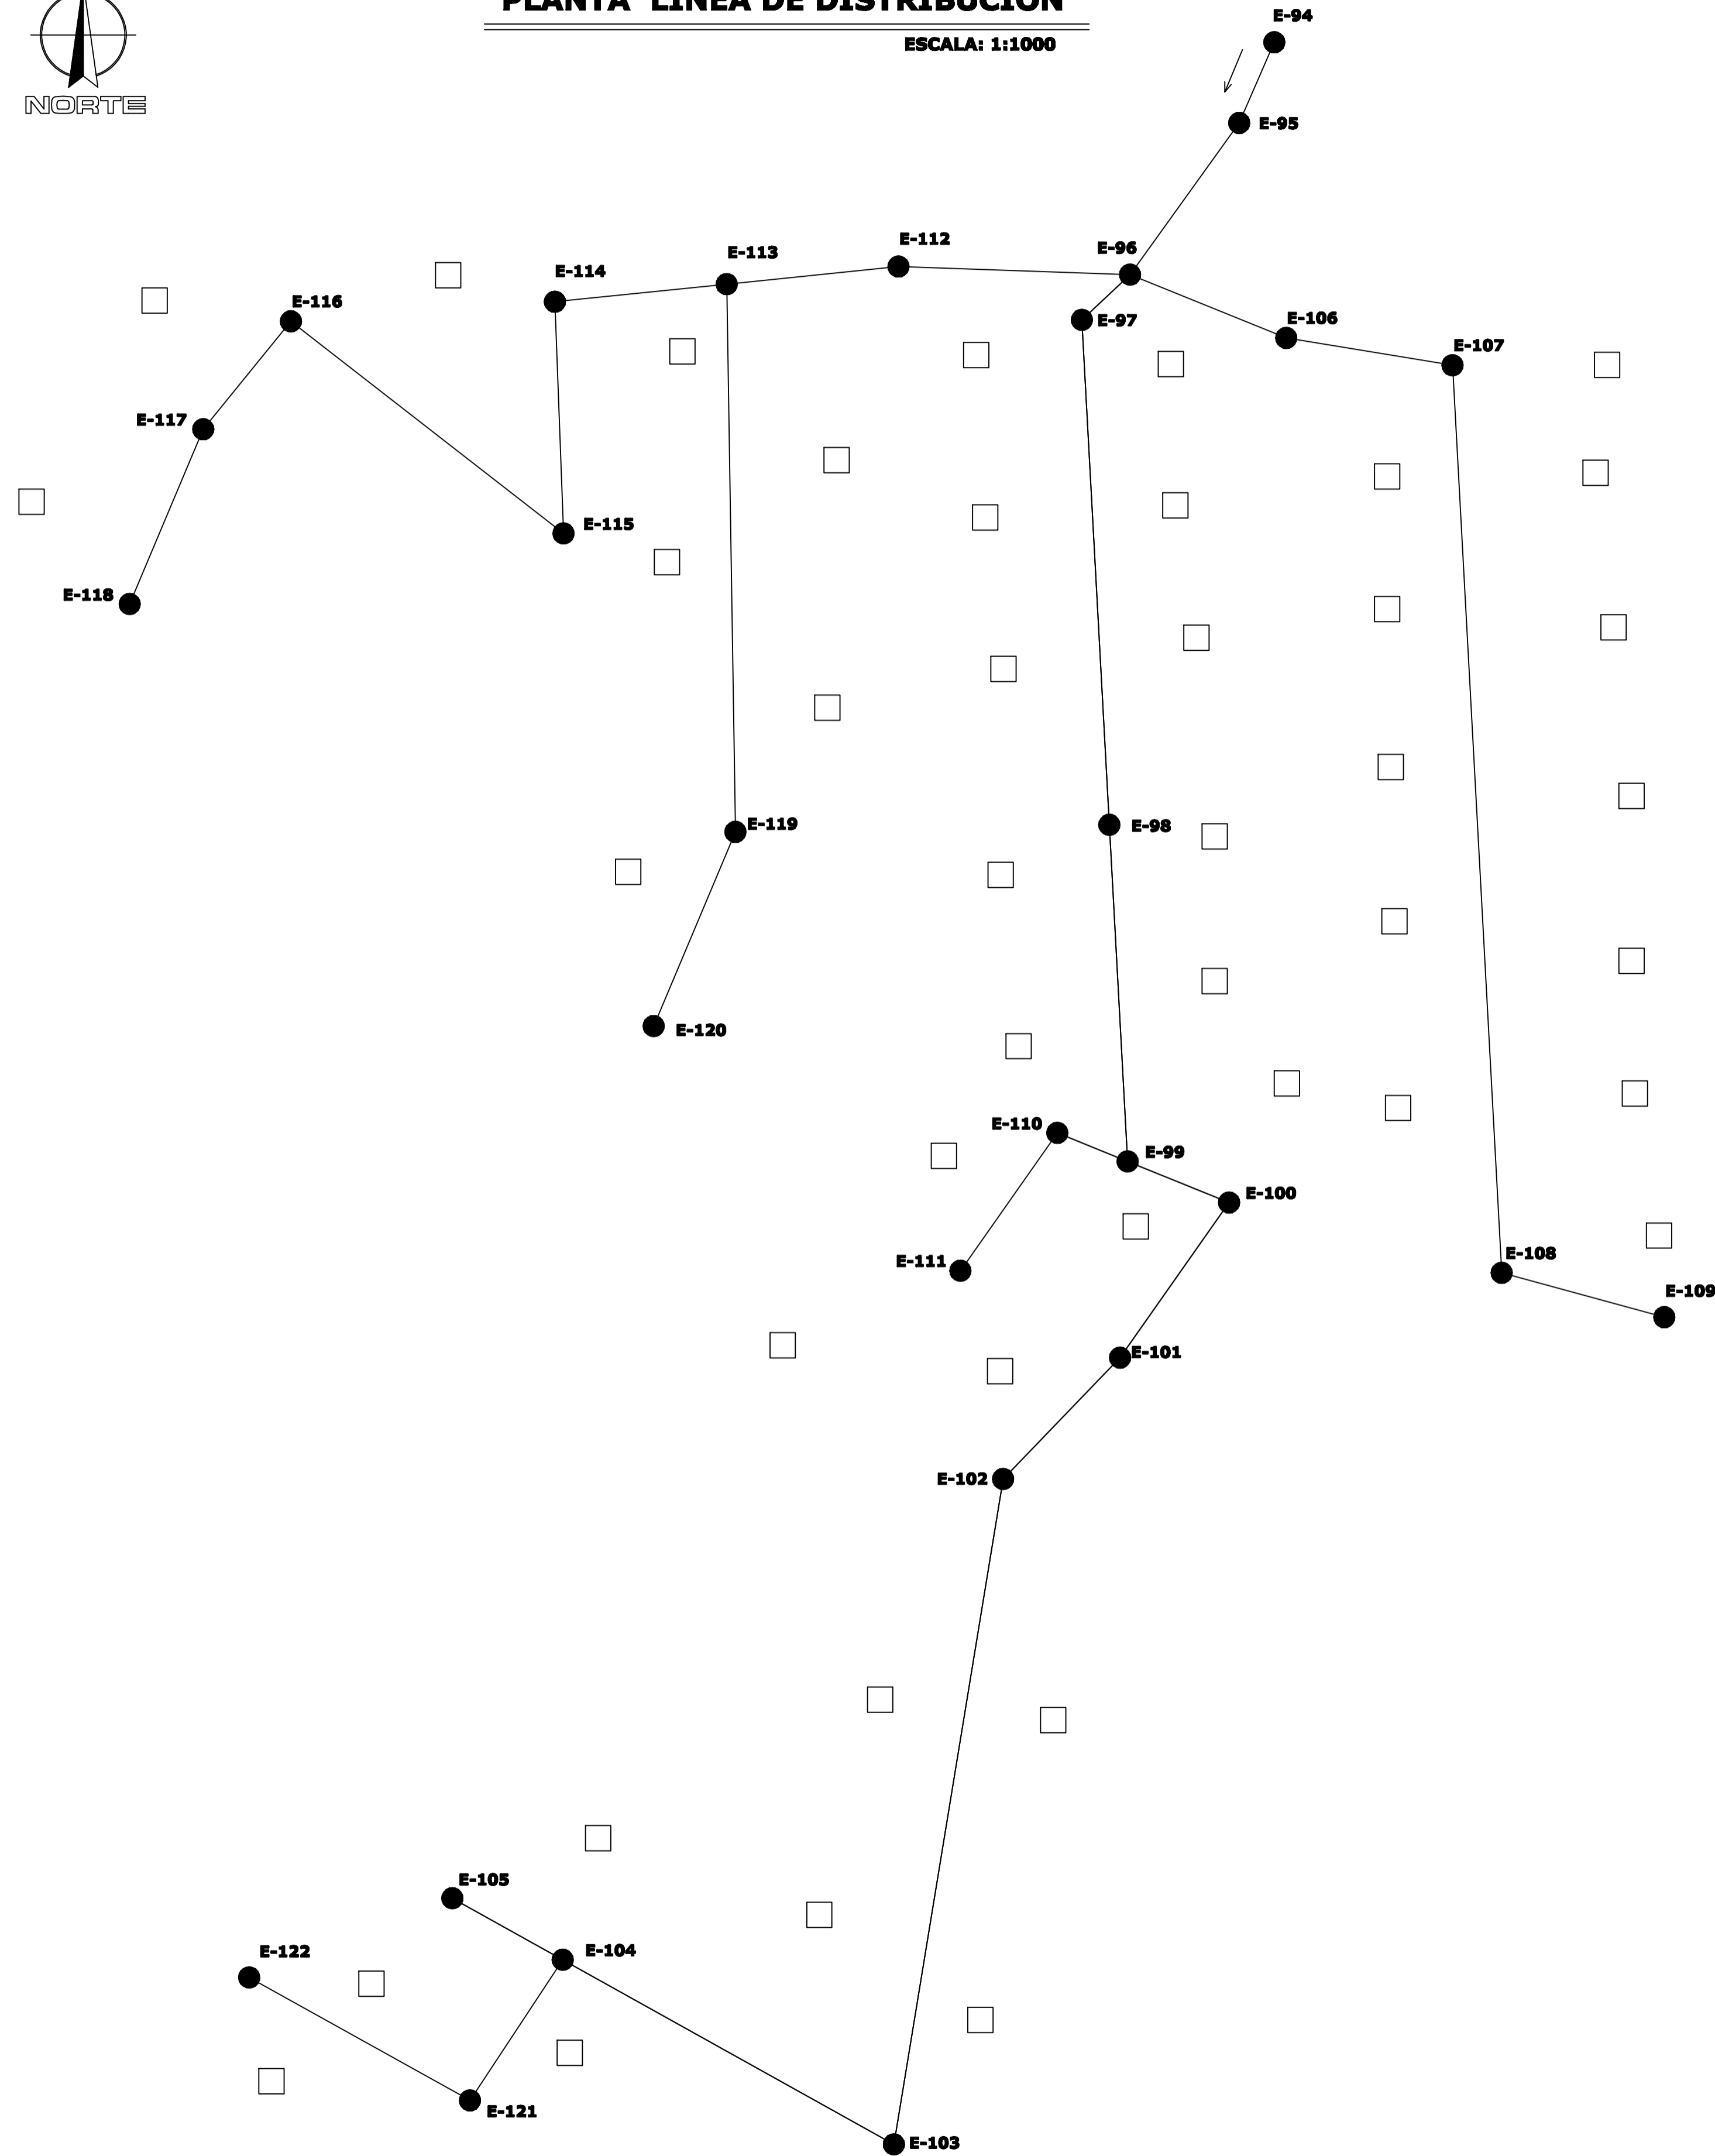 PLANTA LINEA DE DISTRIBUCION
ESCALA: 1:1000
NORTE
E-94
E-95
E-112
E-96
E-113
E-114
E-116
E-97
E-106
E-107
E-117
E-115
E-118
E-119
E-98
E-120
E-110
E-99
E-100
E-111
E-108
E-109
E-101
E-102
E-105
E-104
E-122
E-121
E-103